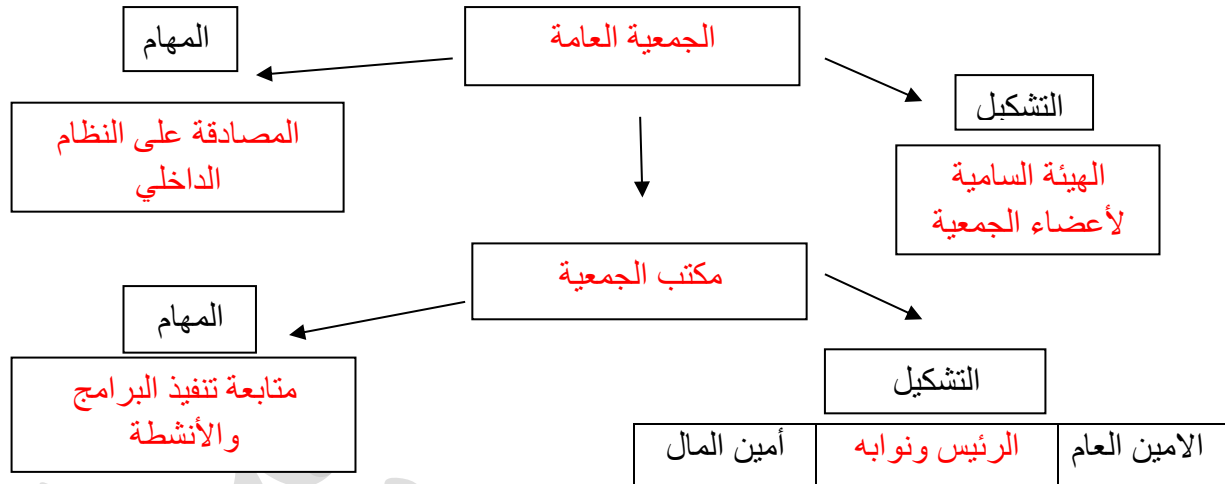 الجمعية العامة
المهام
التشكيل
المصادقة على النظام
الداخلي
الهيئة السامية
لأعضاء الجمعية
مكتب الجمعية
المهام
متابعة تنفيذ البرامج
والأنشطة
التشكيل
الامين العام
الرئيس ونوابه
أمين المال